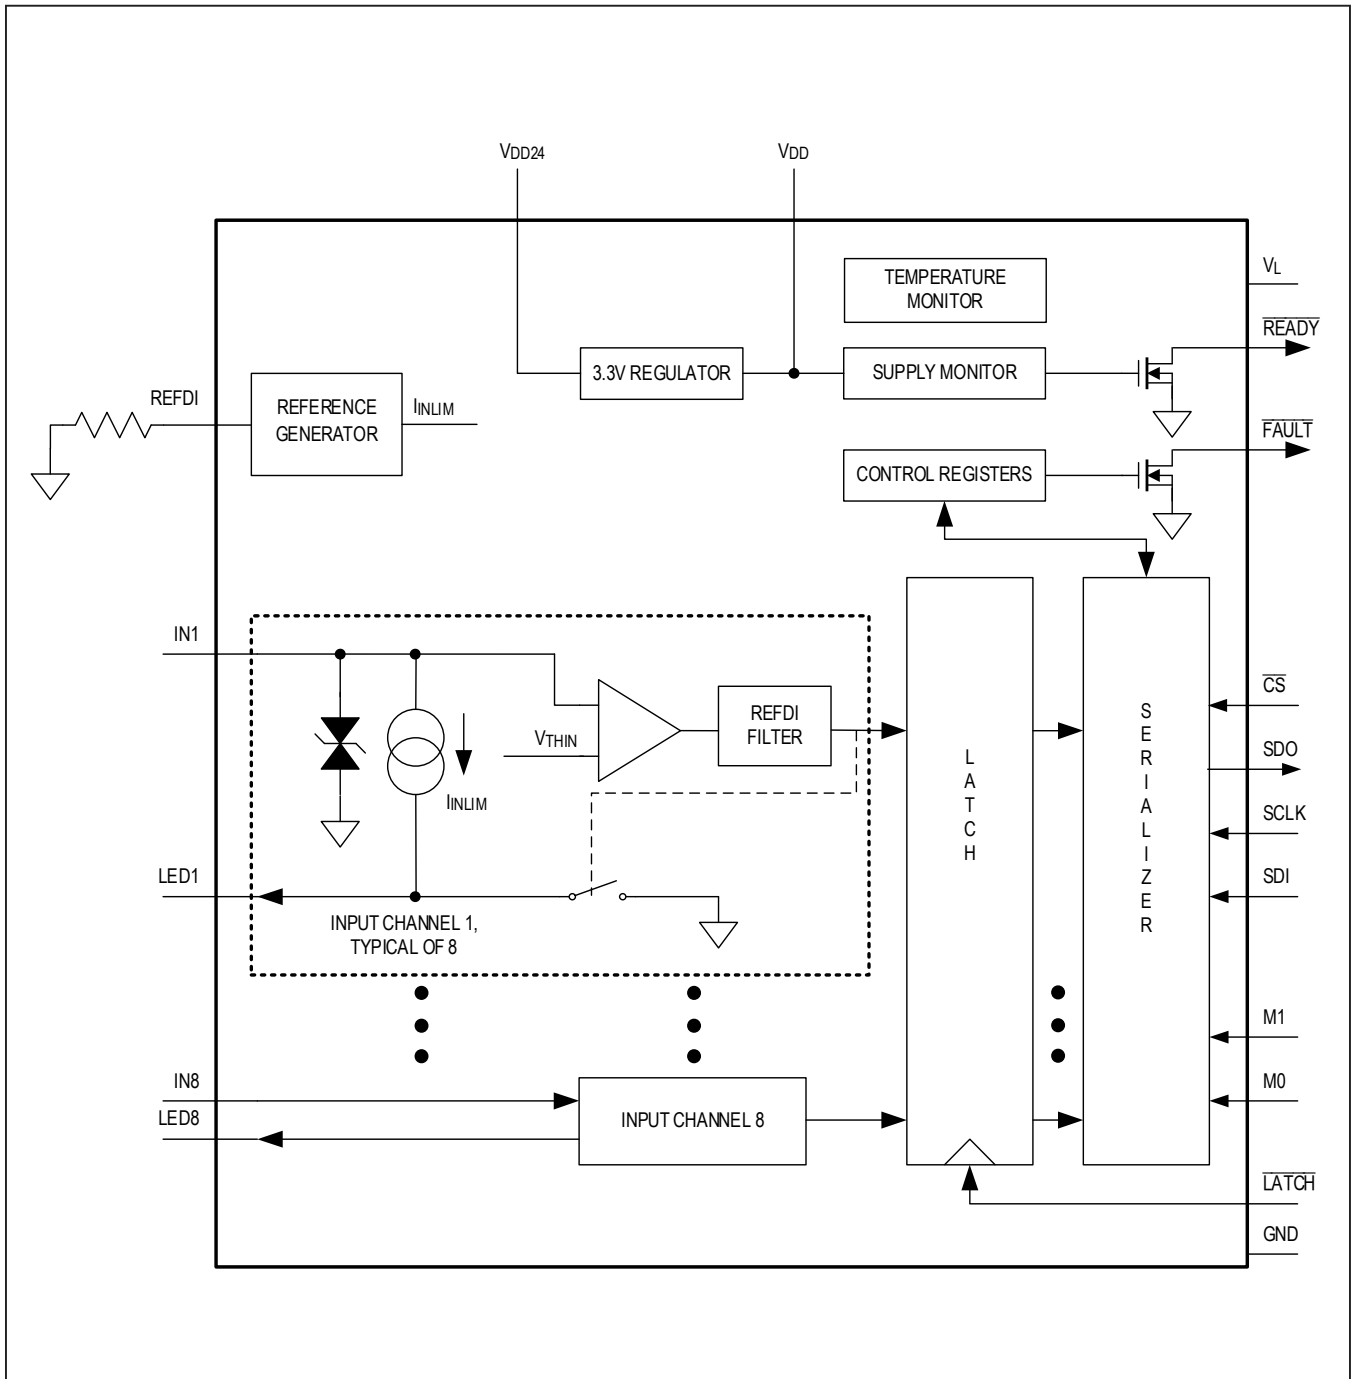 VDD24
VDD
TEMPERATURE
MONITOR
VL
READY
3.3V REGULATOR
SUPPLY MONITOR
REFDI
REFERENCE
GENERATOR
IINLIM
FAULT
CONTROL REGISTERS
IN1
VTHIN
REFDI
FILTER
IINLIM
LED1
INPUT CHANNEL 1,
TYPICAL OF 8
LATCH
SERIALIZER
CS
SDO
SCLK
SDI
M1
M0
IN8
LED8
INPUT CHANNEL 8
LATCH
GND